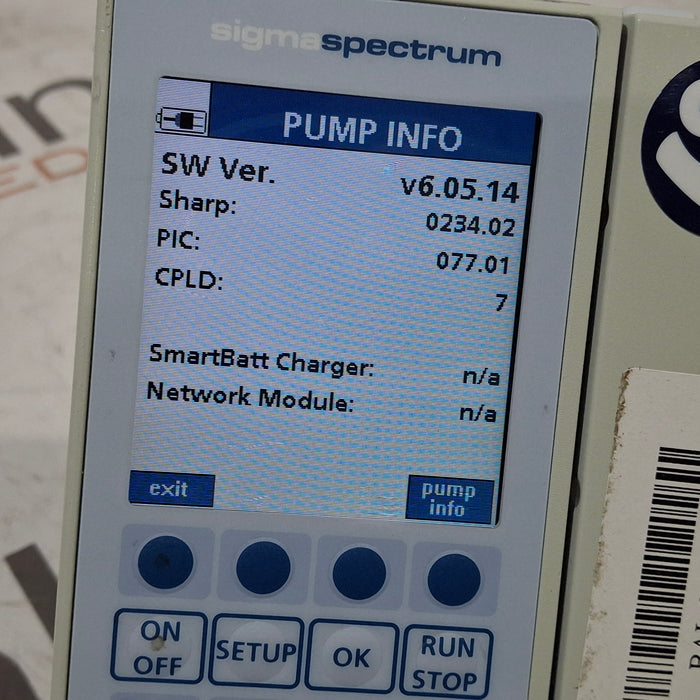 sigmaspectrum
PUMP INFO
SW Ver. v6.05.14
Sharp: 0234.02
PIC: 077.01
CPLD: 7
SmartBatt Charger: n/a
Network Module: n/a
exit
pump
info
ON
OFF
SETUP
OK
RUN
STOP